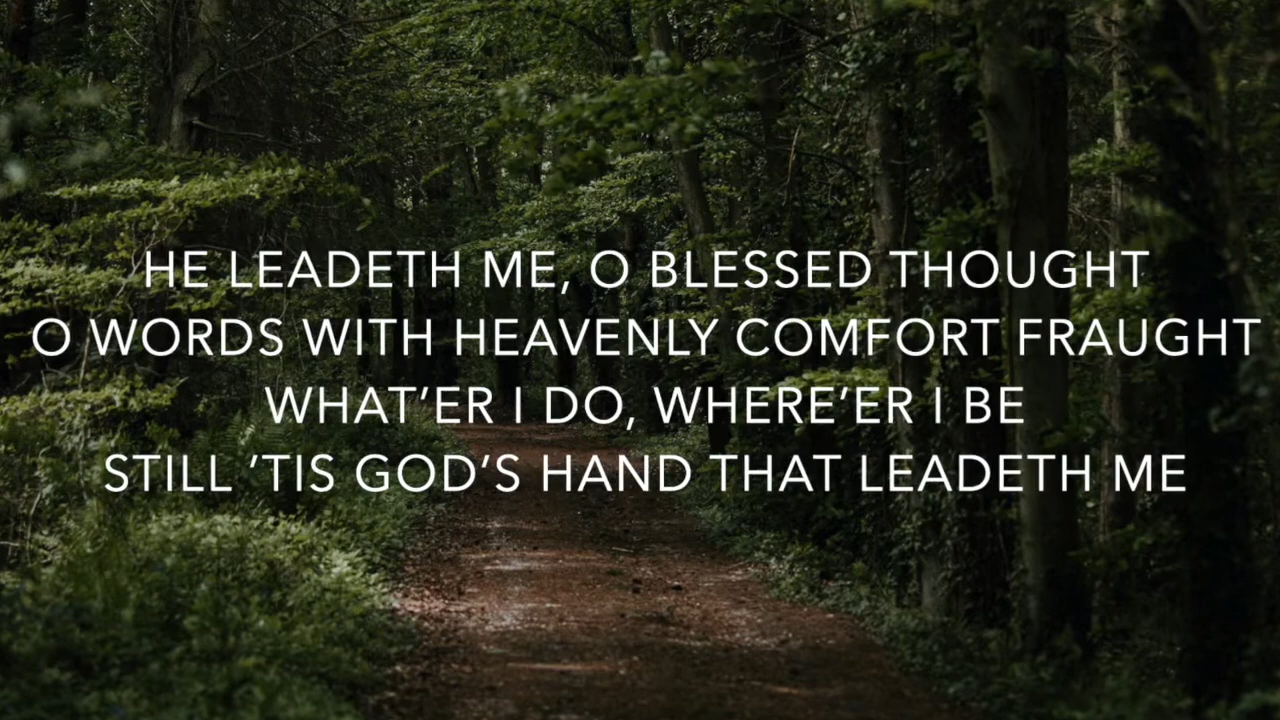 HE LEADETH ME, O BLESSED THOUGHT
O WORDS WITH HEAVENLY COMFORT FRAUGHT
WHAT’ER I DO, WHERE’ER I BE
STILL ’TIS GOD’S HAND THAT LEADETH ME